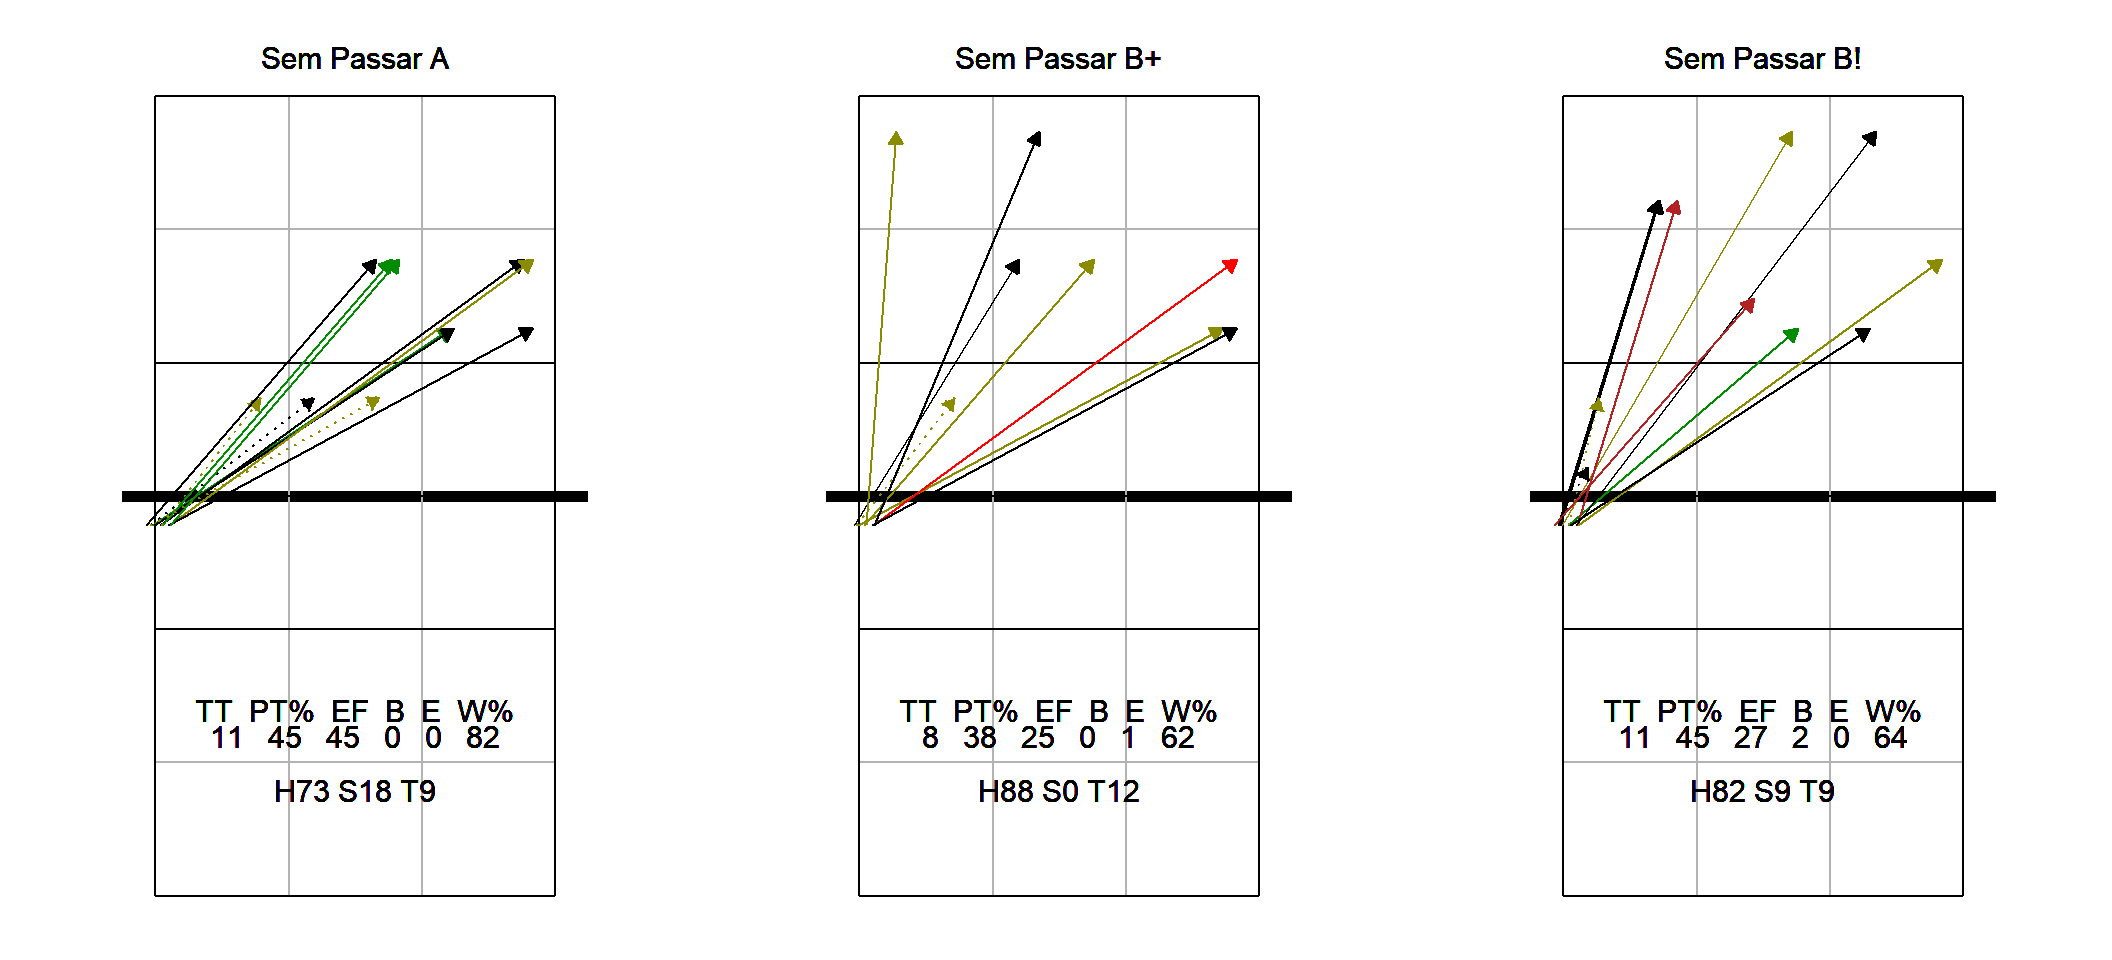 Sem Passar A
TT PT% EF B E W%
11 45 45 0 0 82
H73 S18 T9
Sem Passar B+
TT PT% EF B E W%
8 38 25 0 1 62
H88 S0 T12
Sem Passar B!
TT PT% EF B E W%
11 45 27 2 0 64
H82 S9 T9